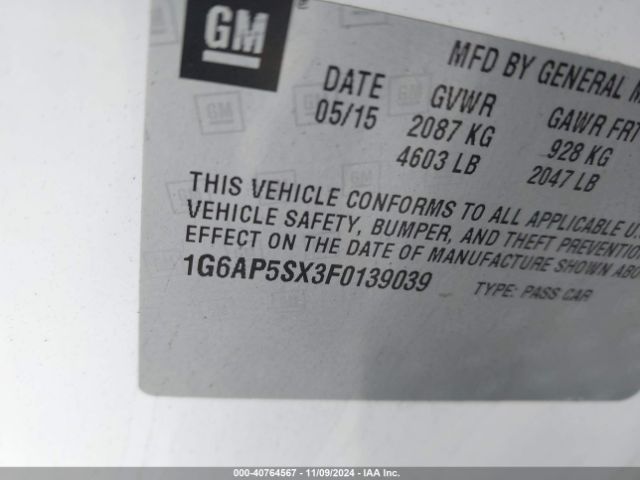 GM
MFD BY GENERAL M
DATE GVWR GAWR FRT
05/15 2087 KG 928 KG
4603 LB 2047 LB
THIS VEHICLE CONFORMS TO ALL APPLICABLE U.
VEHICLE SAFETY, BUMPER, AND THEFT PREVENTION
EFFECT ON THE DATE OF MANUFACTURE SHOWN ABO
1G6AP5SX3F0139039 TYPE: PASS CAR
© - 40764567 - 11/09/2024 - IAA Inc.